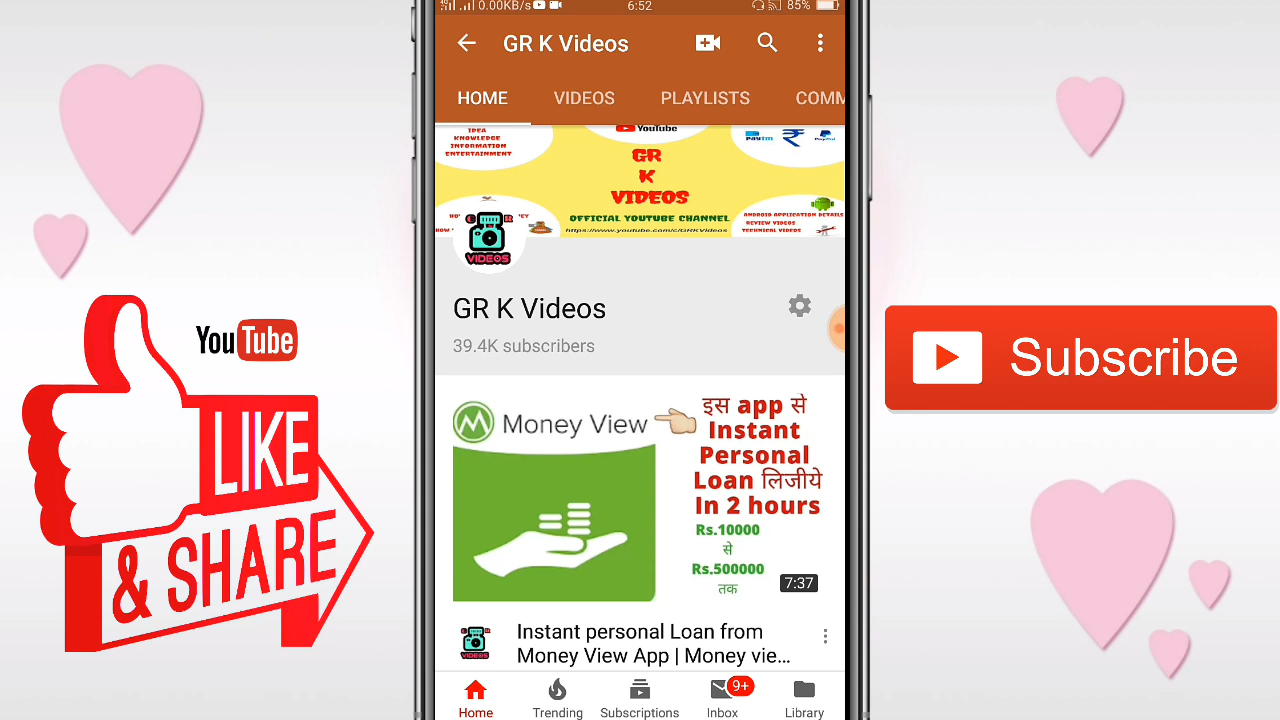 0.00KB/s
6:52
85%
GR K Videos
HOME VIDEOS PLAYLISTS COMM
IDEA
KNOWLEDGE
INFORMATION
ENTERTAINMENT
YouTube
GR
K
VIDEOS
OFFICIAL YOUTUBE CHANNEL
https://www.youtube.com/c/GRKVideos
Paytm
PayPal
ANDROID APPLICATION DETAILS
REVIEW VIDEOS
TECHNICAL VIDEOS
VIDEOS
GR K Videos
39.4K subscribers
YouTube
LIKE
& SHARE
Subscribe
Money View
इस app से
Instant
Personal
Loan लिजीये
In 2 hours
Rs.10000
से
Rs.500000
तक
7:37
VIDEOS
Instant personal Loan from
Money View App | Money vie...
9+
Home Trending Subscriptions Inbox Library